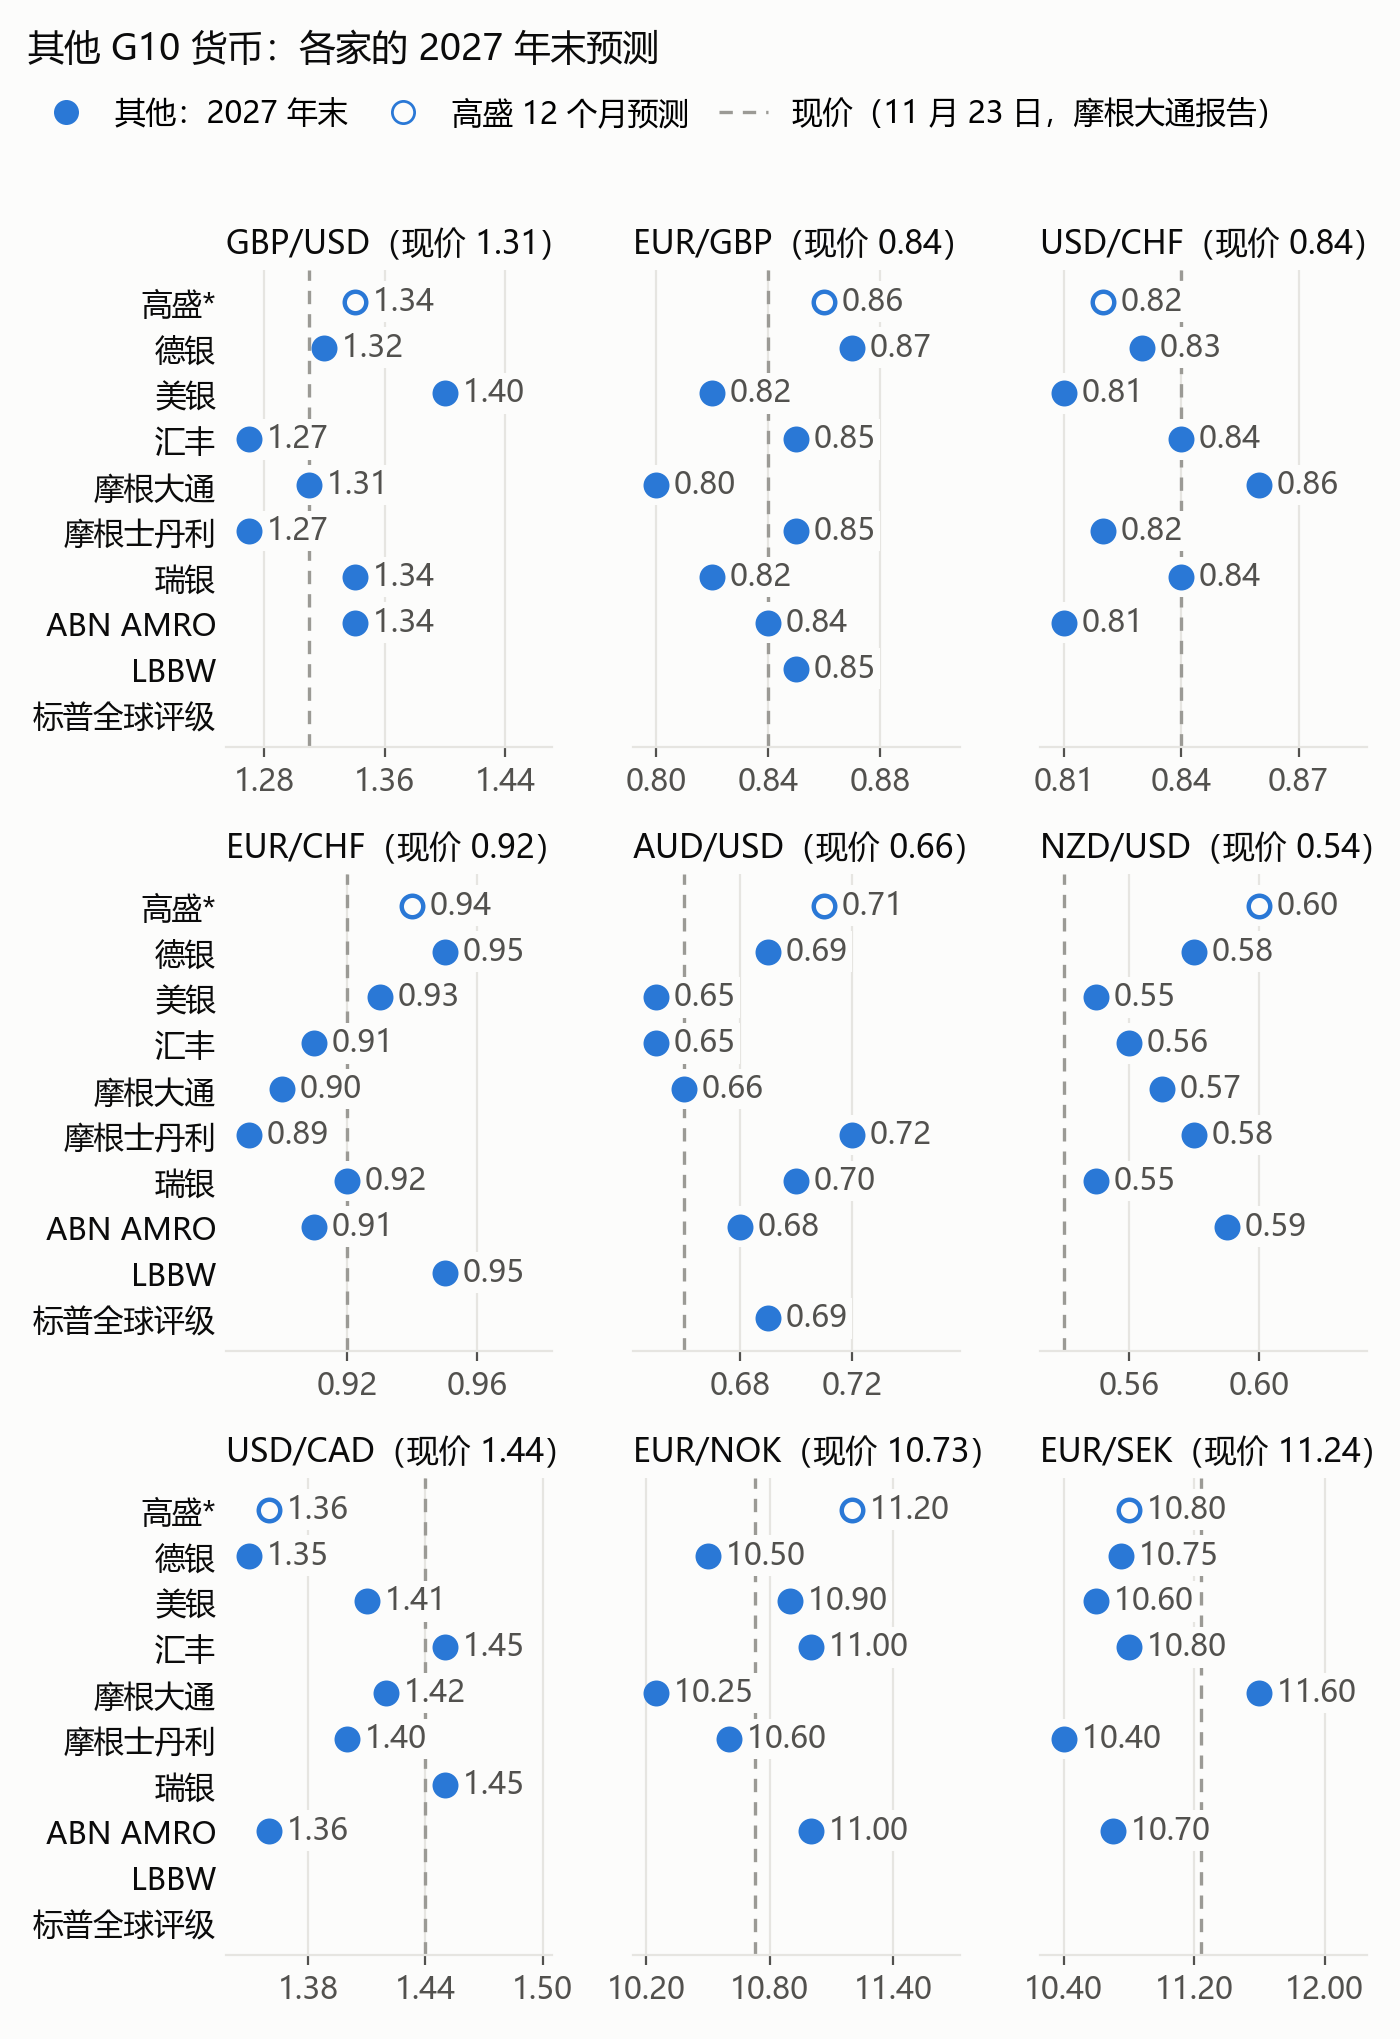 其他 G10 货币：各家的 2027 年末预测
其他：2027 年末 高盛 12 个月预测 现价（11 月 23 日，摩根大通报告）
GBP/USD（现价 1.31） EUR/GBP（现价 0.84） USD/CHF（现价 0.84）
高盛* 1.34 0.86 0.82
德银 1.32 0.87 0.83
美银 1.40 0.82 0.81
汇丰 1.27 0.85 0.84
摩根大通 1.31 0.80 0.86
摩根士丹利 1.27 0.85 0.82
瑞银 1.34 0.82 0.84
ABN AMRO 1.34 0.84 0.81
LBBW 0.85
标普全球评级
1.28 1.36 1.44 0.80 0.84 0.88 0.81 0.84 0.87
EUR/CHF（现价 0.92） AUD/USD（现价 0.66） NZD/USD（现价 0.54）
高盛* 0.94 0.71 0.60
德银 0.95 0.69 0.58
美银 0.93 0.65 0.55
汇丰 0.91 0.65 0.56
摩根大通 0.90 0.66 0.57
摩根士丹利 0.89 0.72 0.58
瑞银 0.92 0.70 0.55
ABN AMRO 0.91 0.68 0.59
LBBW 0.95
标普全球评级 0.69
0.92 0.96 0.68 0.72 0.56 0.60
USD/CAD（现价 1.44） EUR/NOK（现价 10.73） EUR/SEK（现价 11.24）
高盛* 1.36 11.20 10.80
德银 1.35 10.50 10.75
美银 1.41 10.90 10.60
汇丰 1.45 11.00 10.80
摩根大通 1.42 10.25 11.60
摩根士丹利 1.40 10.60 10.40
瑞银 1.45
ABN AMRO 1.36 11.00 10.70
LBBW
标普全球评级
1.38 1.44 1.50 10.20 10.80 11.40 10.40 11.20 12.00